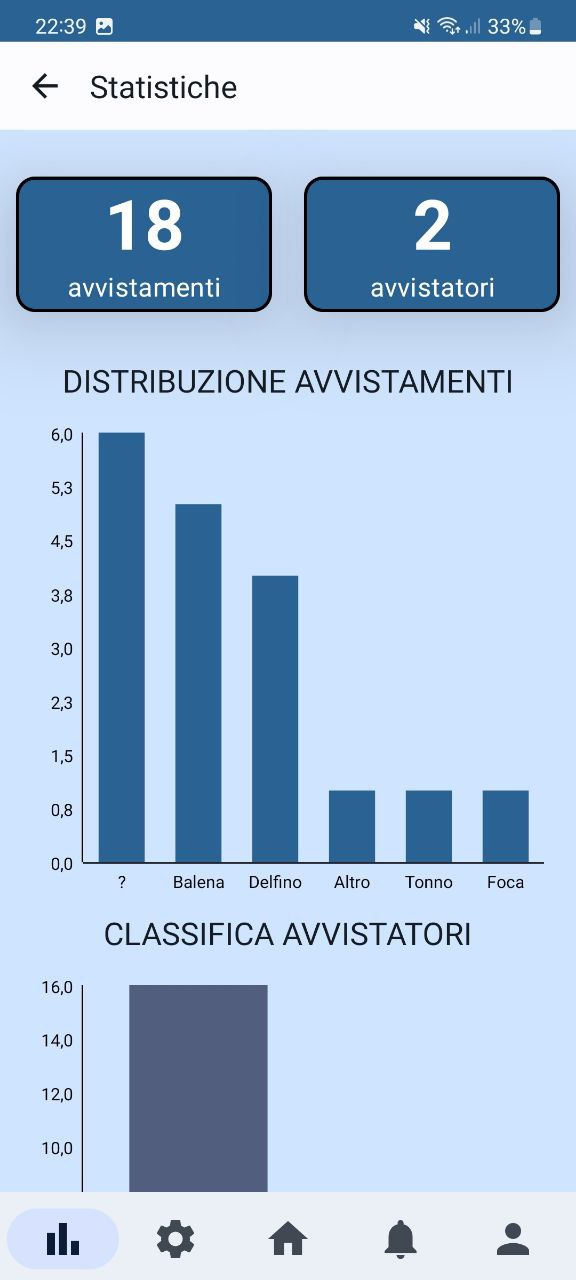 22:39 33%
Statistiche
18
avvistamenti
2
avvistatori
DISTRIBUZIONE AVVISTAMENTI
6,0
5,3
4,5
3,8
3,0
2,3
1,5
0,8
0,0
? Balena Delfino Altro Tonno Foca
CLASSIFICA AVVISTATORI
16,0
14,0
12,0
10,0